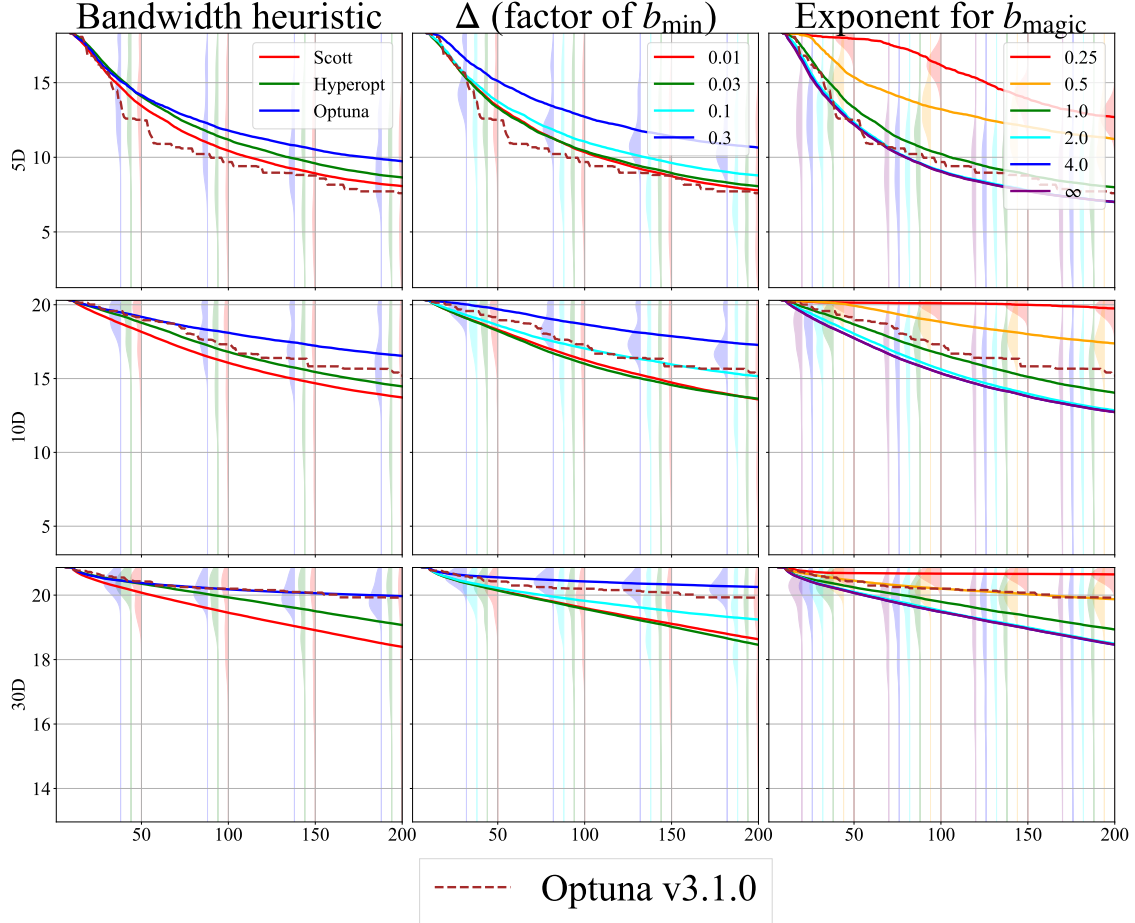 Bandwidth heuristic
Δ (factor of b_min)
Exponent for b_magic
5D
15
10
5
Scott
Hyperopt
Optuna
0.01
0.03
0.1
0.3
0.25
0.5
1.0
2.0
4.0
∞
10D
20
15
10
5
30D
20
18
16
14
50 100 150 200
50 100 150 200
50 100 150 200
Optuna v3.1.0